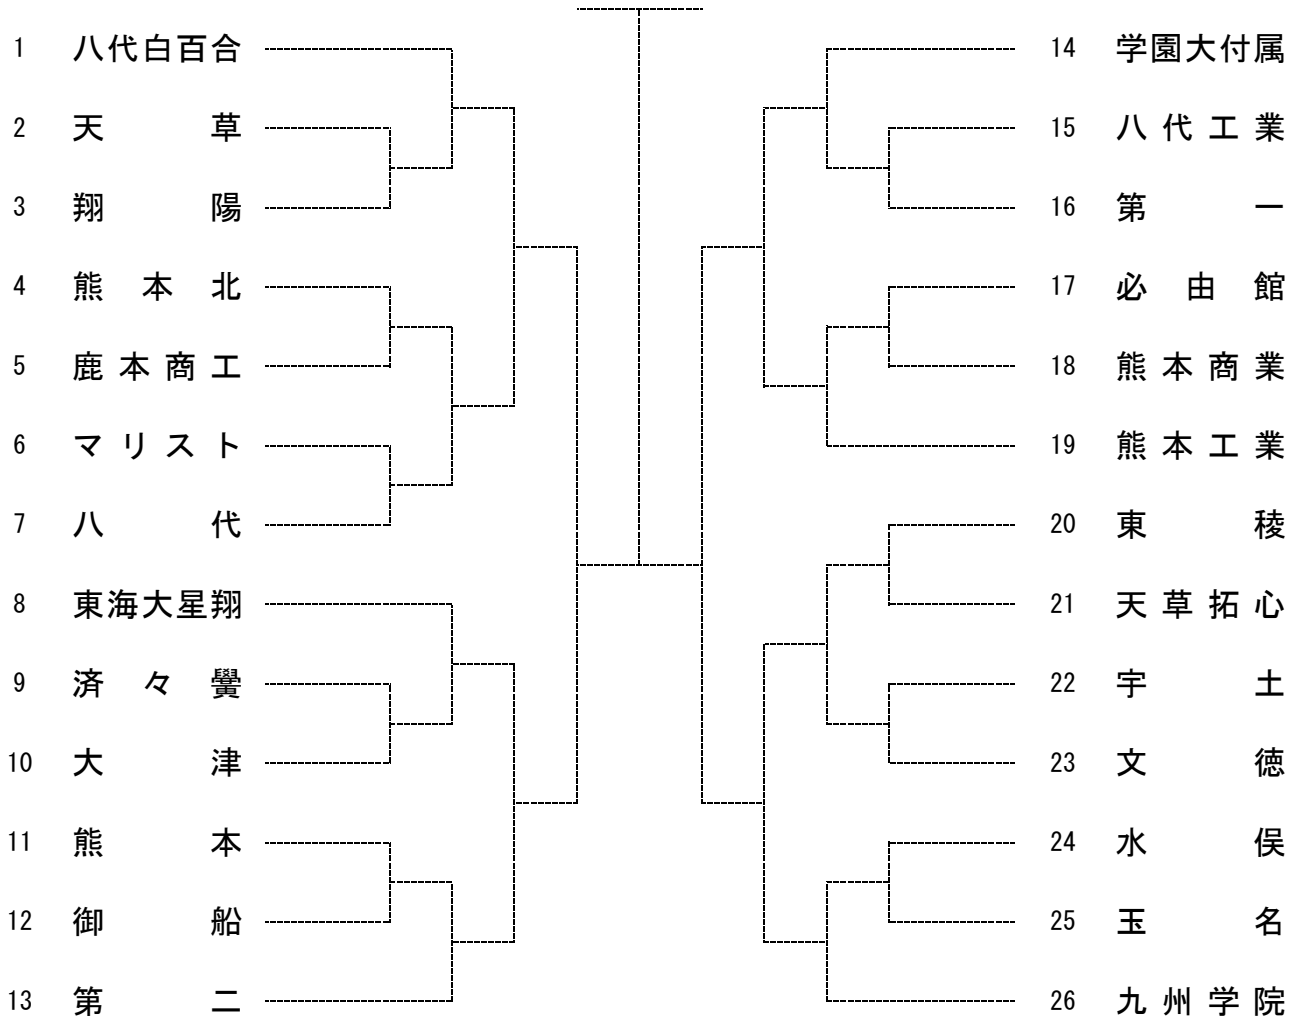 1 八代白百合
2 天草
3 翔陽
4 熊本北
5 鹿本商工
6 マリスト
7 八代
8 東海大星翔
9 済々黌
10 大津
11 熊本
12 御船
13 第二
14 学園大付属
15 八代工業
16 第一
17 必由館
18 熊本商業
19 熊本工業
20 東稜
21 天草拓心
22 宇土
23 文徳
24 水俣
25 玉名
26 九州学院